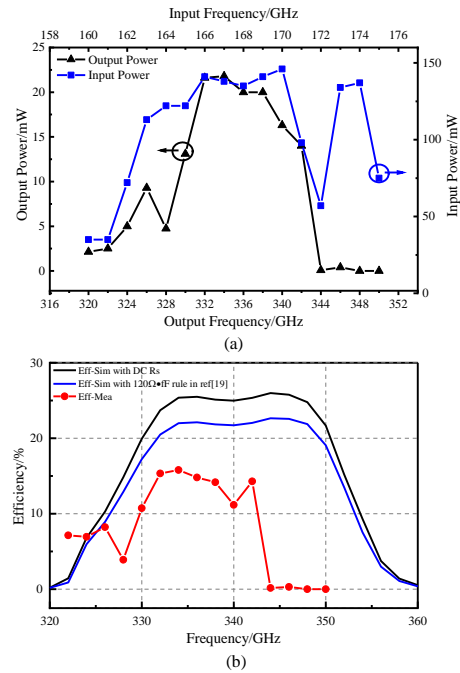 Input Frequency/GHz
158 160 162 164 166 168 170 172 174 176
Output Power
Input Power
Output Power/mW
25
20
15
10
5
0
Input Power/mW
150
100
50
0
316 320 324 328 332 336 340 344 348 352
Output Frequency/GHz
(a)
Eff-Sim with DC Rs
Eff-Sim with 120Ω•fF rule in ref[19]
Eff-Mea
Efficiency/%
30
20
10
0
320 330 340 350 360
Frequency/GHz
(b)